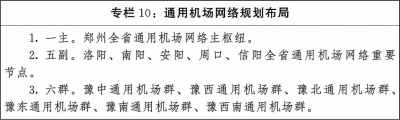 专栏 10：通用机场网络规划布局
1. 一主。郑州全省通用机场网络主枢纽。
2. 五副。洛阳、南阳、安阳、周口、信阳全省通用机场网络重要
节点。
3. 六群。豫中通用机场群、豫西通用机场群、豫北通用机场群、
豫东通用机场群、豫南通用机场群、豫西南通用机场群。